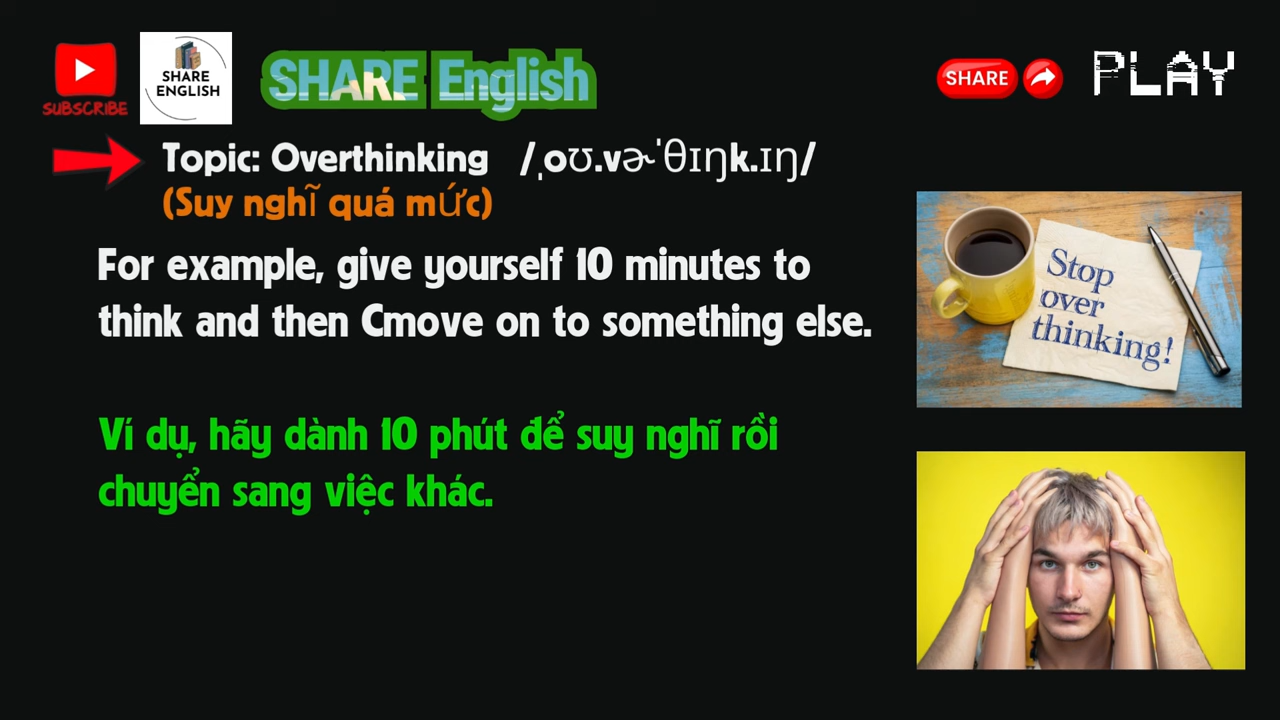 SUBSCRIBE
SHARE
ENGLISH
SHARE English
SHARE
PLAY
Topic: Overthinking /ˌoʊ.vɚˈθɪŋk.ɪŋ/
(Suy nghĩ quá mức)
For example, give yourself 10 minutes to
think and then Cmove on to something else.
Ví dụ, hãy dành 10 phút để suy nghĩ rồi
chuyển sang việc khác.
Stop
over
thinking!